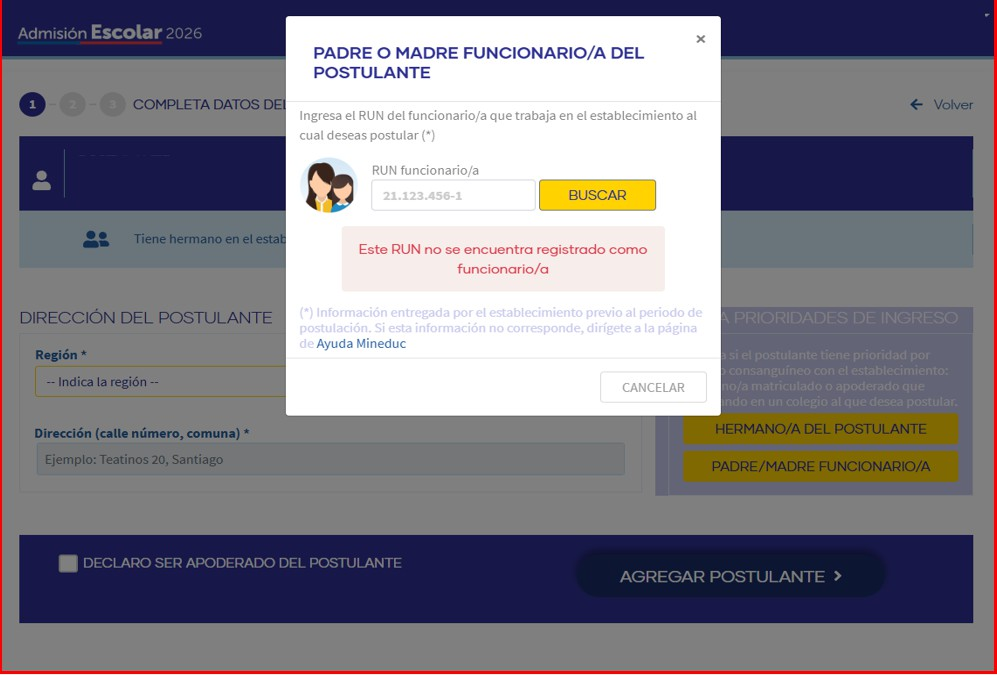 Admisión Escolar 2026
×
PADRE O MADRE FUNCIONARIO/A DEL
POSTULANTE
1 2 3 COMPLETA DATOS DEL
Volver
Ingresa el RUN del funcionario/a que trabaja en el establecimiento al
cual deseas postular (*)
RUN funcionario/a
21.123.456-1
BUSCAR
Tiene hermano en el estab
Este RUN no se encuentra registrado como
funcionario/a
(*) Información entregada por el establecimiento previo al periodo de
postulación. Si esta información no corresponde, dirígete a la página
de Ayuda Mineduc
CANCELAR
DIRECCIÓN DEL POSTULANTE
Región *
-- Indica la región --
Dirección (calle número, comuna) *
Ejemplo: Teatinos 20, Santiago
A PRIORIDADES DE INGRESO
a si el postulante tiene prioridad por
o consanguíneo con el establecimiento:
no/a matriculado o apoderado que
ando en un colegio al que desea postular.
HERMANO/A DEL POSTULANTE
PADRE/MADRE FUNCIONARIO/A
DECLARO SER APODERADO DEL POSTULANTE
AGREGAR POSTULANTE